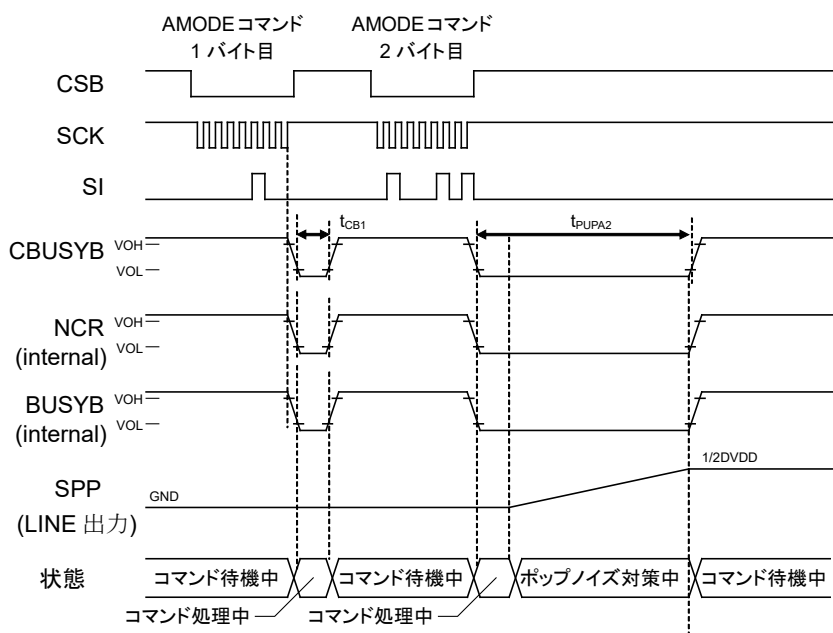 AMODEコマンド
1 バイト目
AMODEコマンド
2 バイト目
CSB
SCK
SI
tCB1
tPUPA2
CBUSYB
VOH
VOL
NCR
(internal)
VOH
VOL
BUSYB
(internal)
VOH
VOL
SPP
(LINE 出力)
GND
1/2DVDD
状態
コマンド待機中
コマンド待機中
ポップノイズ対策中
コマンド待機中
コマンド処理中
コマンド処理中